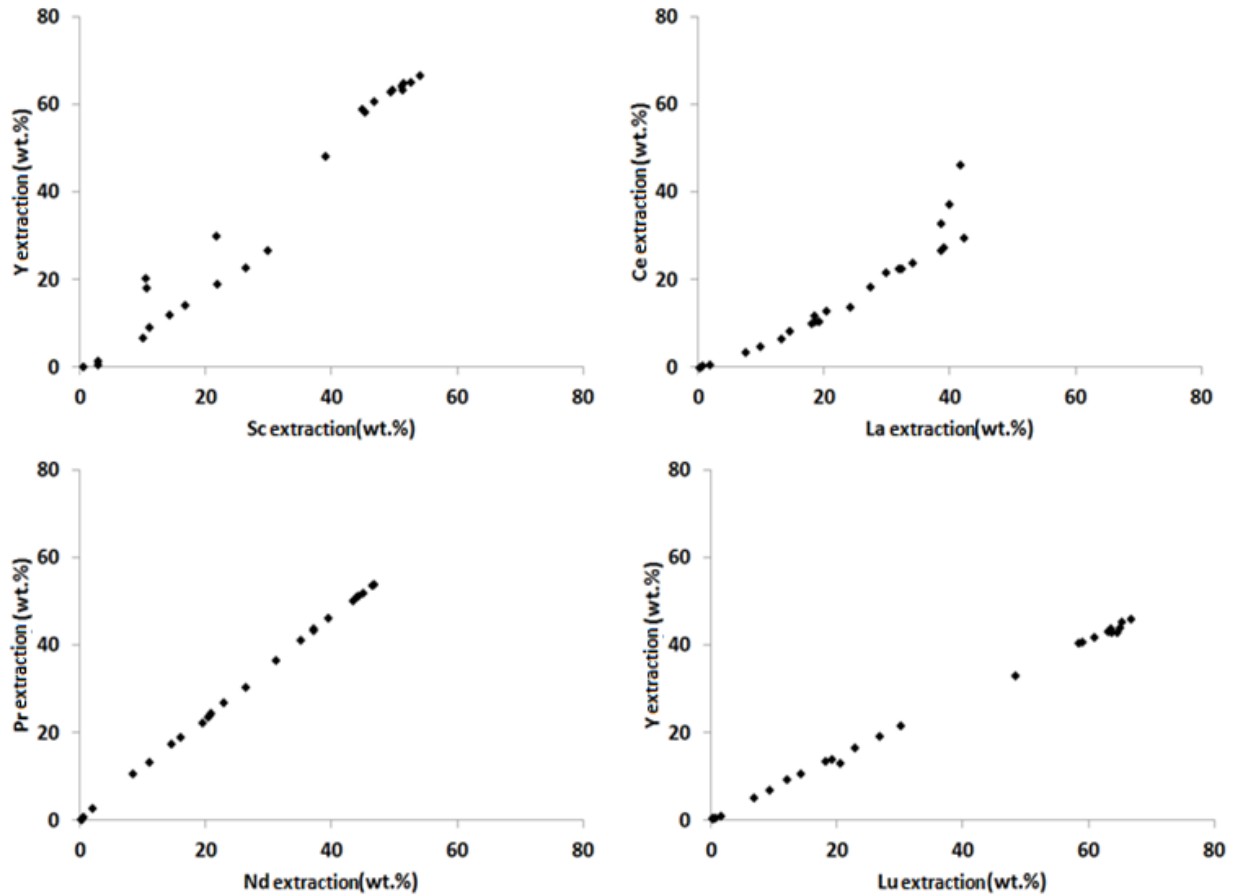 80
60
40
20
0
Y extraction (wt.%)
0 20 40 60 80
Sc extraction(wt.%)
80
60
40
20
0
Ce extraction (wt.%)
0 20 40 60 80
La extraction(wt.%)
80
60
40
20
0
Pr extraction (wt.%)
0 20 40 60 80
Nd extraction(wt.%)
80
60
40
20
0
Y extraction (wt.%)
0 20 40 60 80
Lu extraction(wt.%)